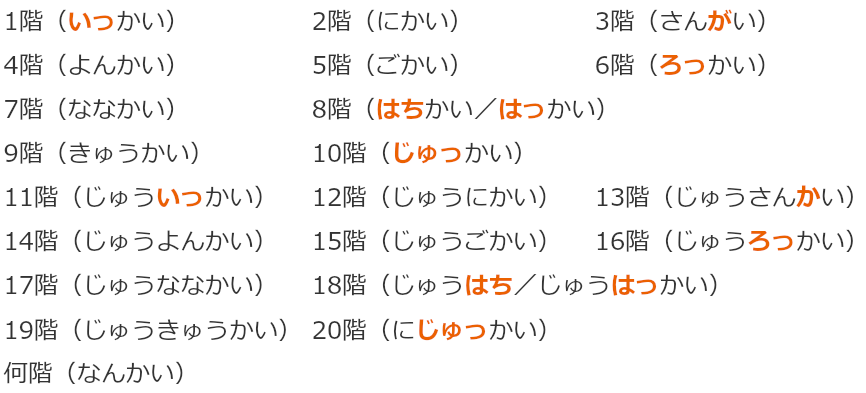 1階（いっかい） 2階（にかい） 3階（さんがい）
4階（よんかい） 5階（ごかい） 6階（ろっかい）
7階（ななかい） 8階（はちかい／はっかい）
9階（きゅうかい） 10階（じゅっかい）
11階（じゅういっかい） 12階（じゅうにかい） 13階（じゅうさんかい）
14階（じゅうよんかい） 15階（じゅうごかい） 16階（じゅうろっかい）
17階（じゅうななかい） 18階（じゅうはち／じゅうはっかい）
19階（じゅうきゅうかい） 20階（にじゅっかい）
何階（なんかい）